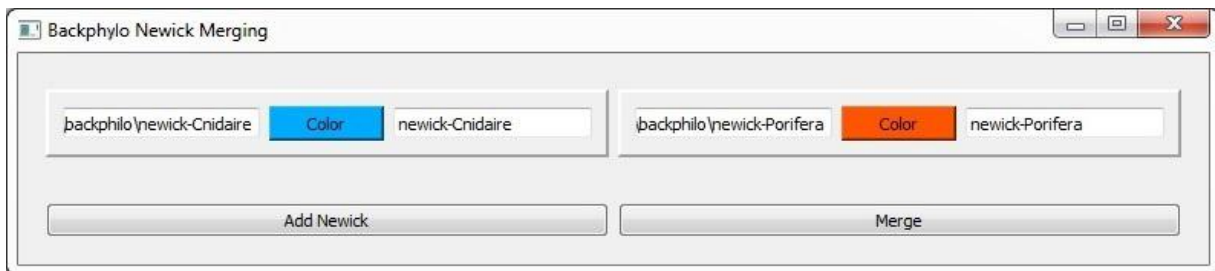 Backphylo Newick Merging
backphilo\newick-Cnidaire Color newick-Cnidaire \backphilo\newick-Porifera Color newick-Porifera
Add Newick Merge